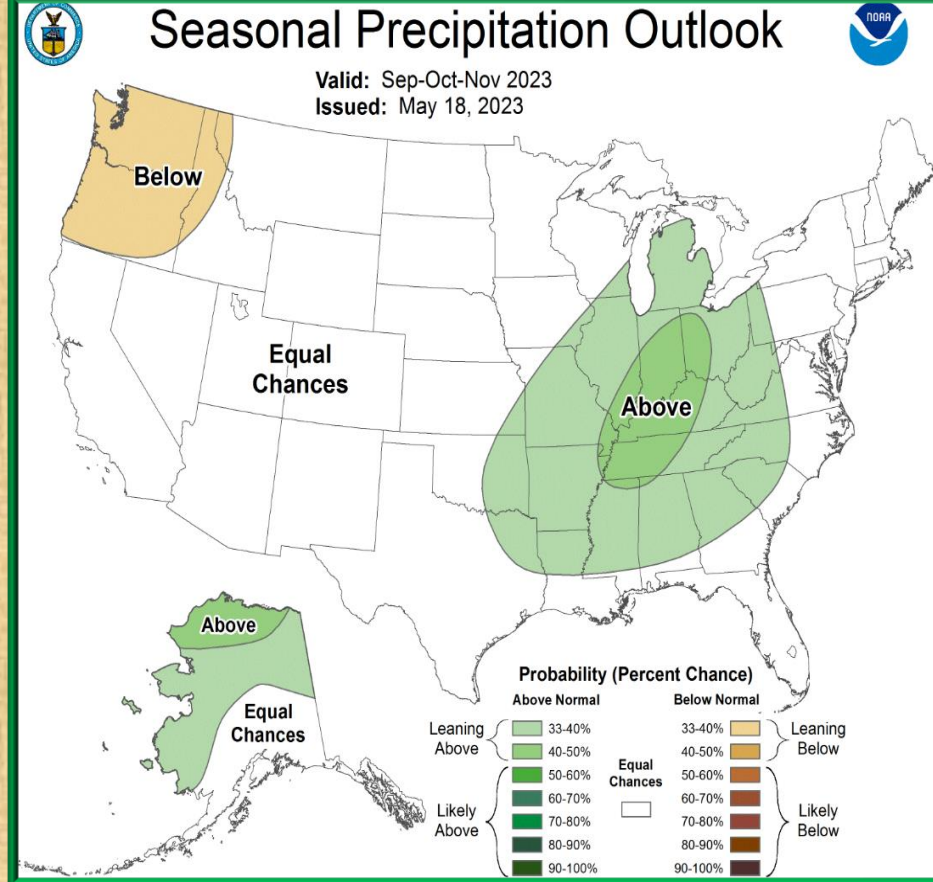 Seasonal Precipitation Outlook
NOAA
Valid: Sep-Oct-Nov 2023
Issued: May 18, 2023
Below
Equal
Chances
Above
Above
Equal
Chances
Probability (Percent Chance)
Above Normal
Below Normal
Leaning
Above
33-40%
40-50%
Likely
Above
50-60%
60-70%
70-80%
80-90%
90-100%
Equal
Chances
33-40%
40-50%
Leaning
Below
50-60%
60-70%
70-80%
80-90%
90-100%
Likely
Below